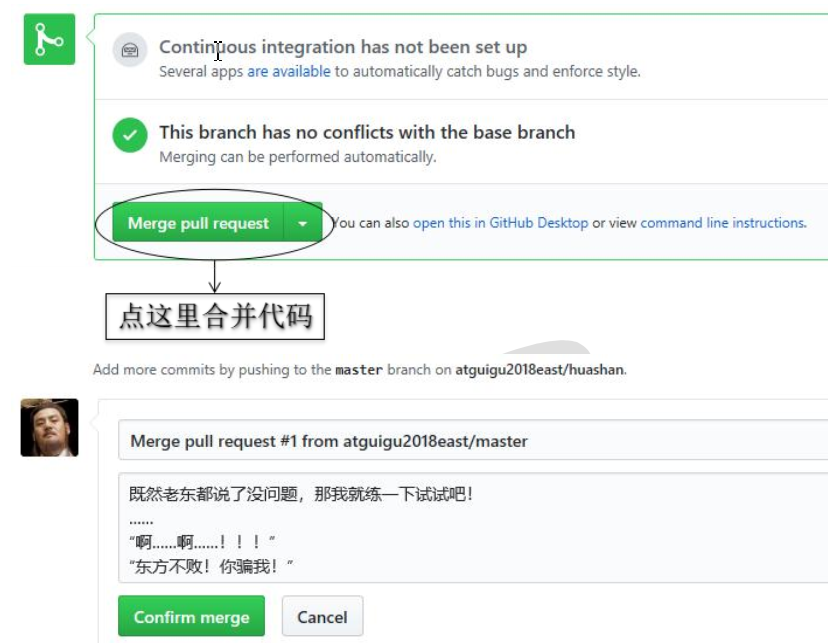 Continuous integration has not been set up
Several apps are available to automatically catch bugs and enforce style.
This branch has no conflicts with the base branch
Merging can be performed automatically.
Merge pull request
You can also open this in GitHub Desktop or view command line instructions.
点这里合并代码
Add more commits by pushing to the master branch on atguigu2018east/huashan.
Merge pull request #1 from atguigu2018east/master
既然老东都说了没问题，那我就练一下试试吧！
……
“啊……啊……！！！”
“东方不败！你骗我！”
Confirm merge
Cancel